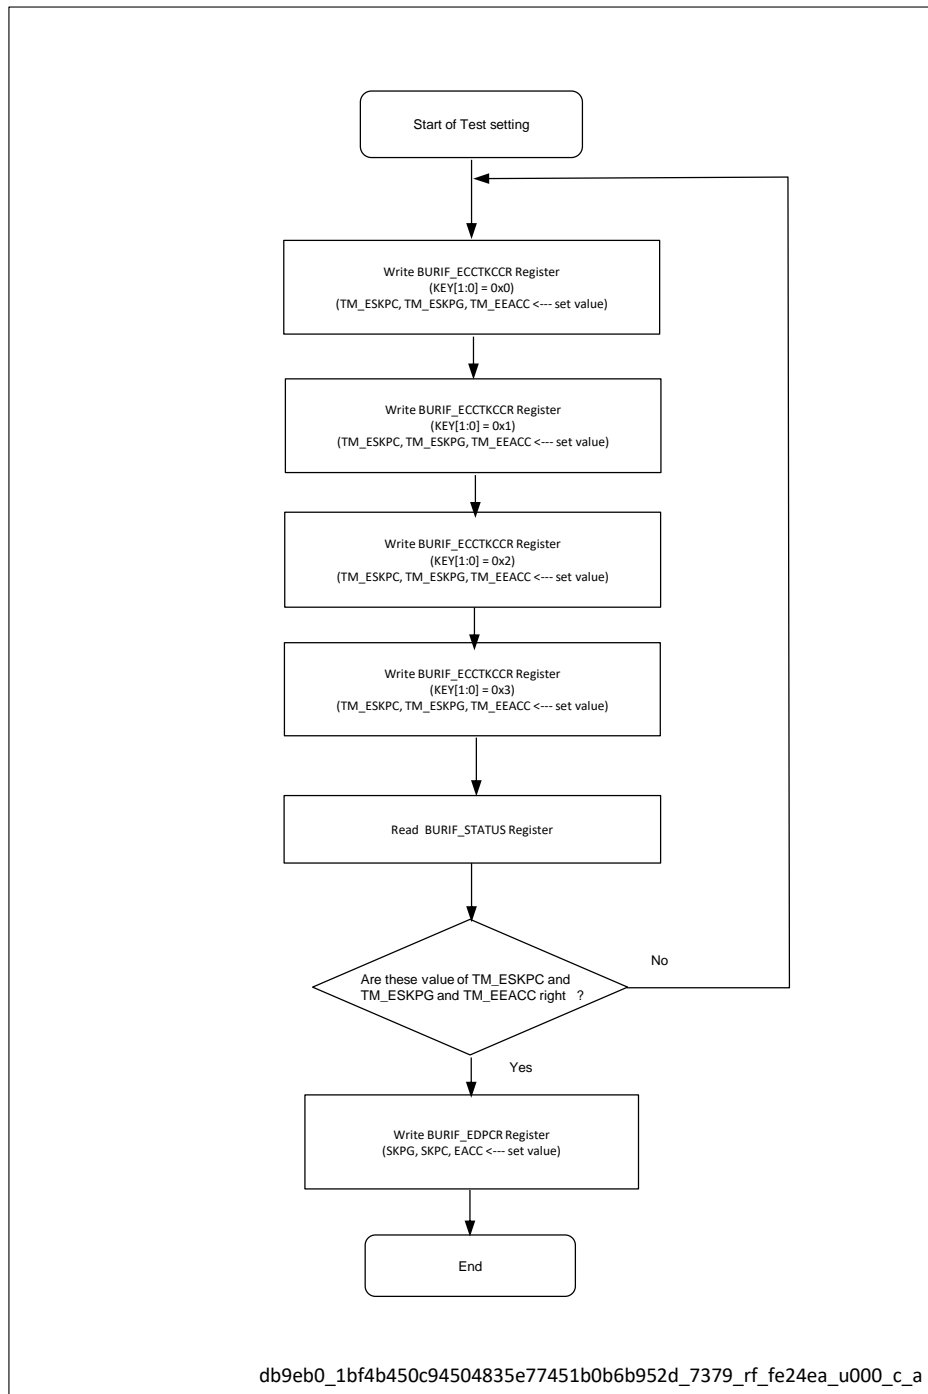 Start of Test setting
Write BURIF_ECCTKCCR Register
(KEY[1:0] = 0x0)
(TM_ESKPC, TM_ESKPG, TM_EEACC <--- set value)
Write BURIF_ECCTKCCR Register
(KEY[1:0] = 0x1)
(TM_ESKPC, TM_ESKPG, TM_EEACC <--- set value)
Write BURIF_ECCTKCCR Register
(KEY[1:0] = 0x2)
(TM_ESKPC, TM_ESKPG, TM_EEACC <--- set value)
Write BURIF_ECCTKCCR Register
(KEY[1:0] = 0x3)
(TM_ESKPC, TM_ESKPG, TM_EEACC <--- set value)
Read BURIF_STATUS Register
Are these value of TM_ESKPC and
TM_ESKPG and TM_EEACC right ?
No
Yes
Write BURIF_EDPCR Register
(SKPG, SKPC, EACC <--- set value)
End
db9eb0_1bf4b450c94504835e77451b0b6b952d_7379_rf_fe24ea_u000_c_a